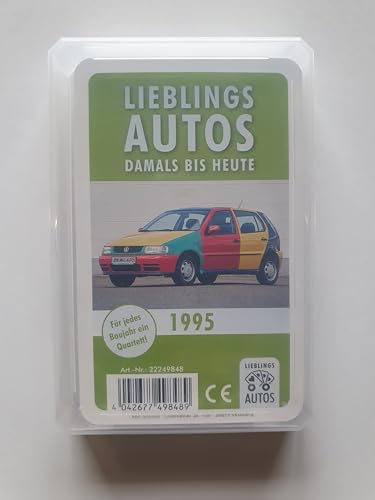 LIEBLINGS
AUTOS
DAMALS BIS HEUTE
Für jedes
Baujahr ein
Quartett!
1995
Art.-Nr.: 22249848
4 042677 498489
CE
LIEBLINGS
AUTOS